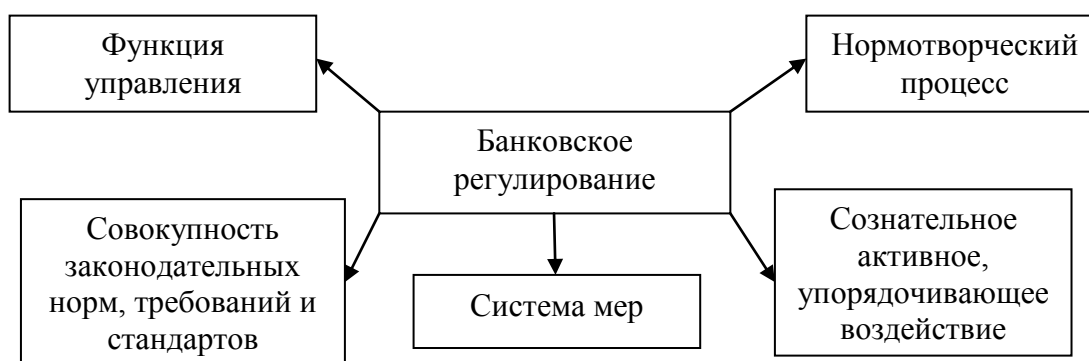 Функция
управления
Нормотворческий
процесс
Банковское
регулирование
Совокупность
законодательных
норм, требований и
стандартов
Система мер
Сознательное
активное,
упорядочивающее
воздействие